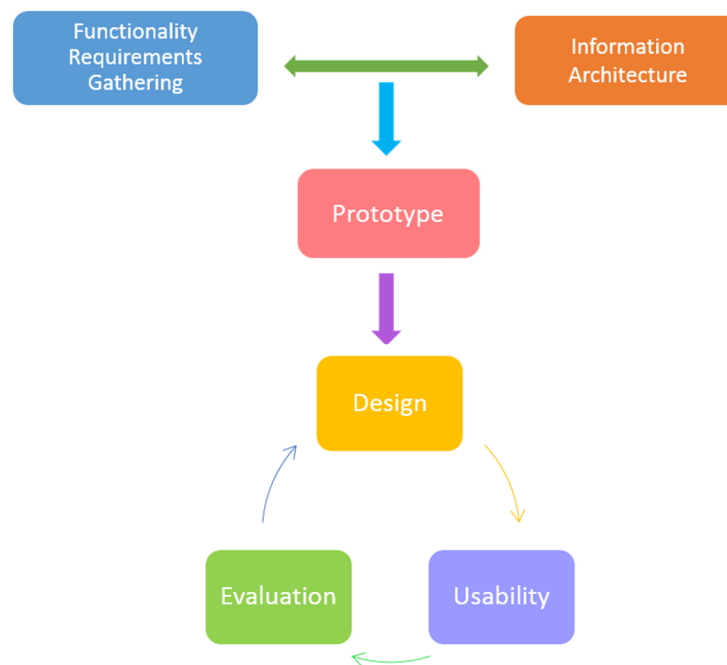 Functionality
Requirements
Gathering
Information
Architecture
Prototype
Design
Evaluation
Usability